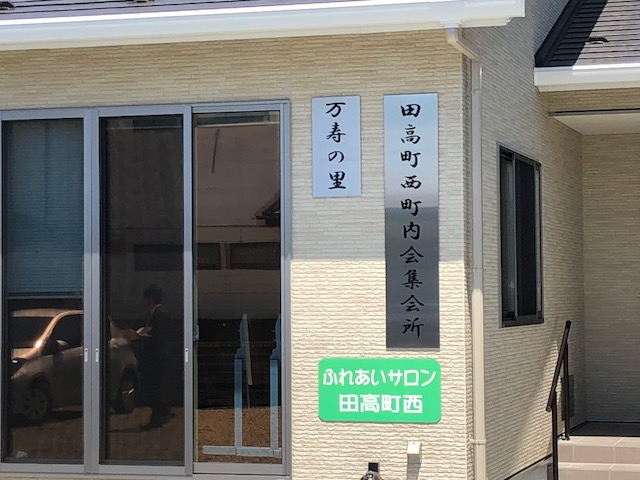 田高町西町内会集会所
万寿の里
ふれあいサロン
田高町西